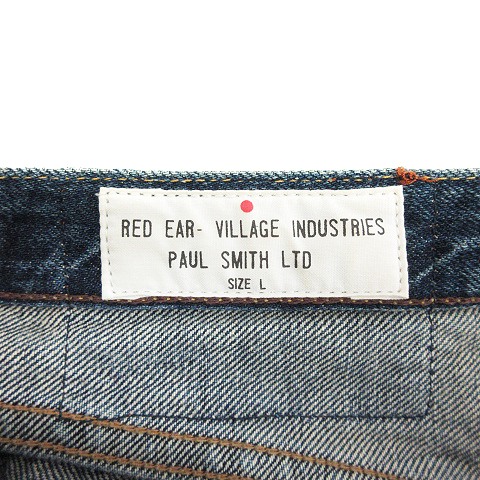 RED EAR- VILLAGE INDUSTRIES
PAUL SMITH LTD
SIZE L